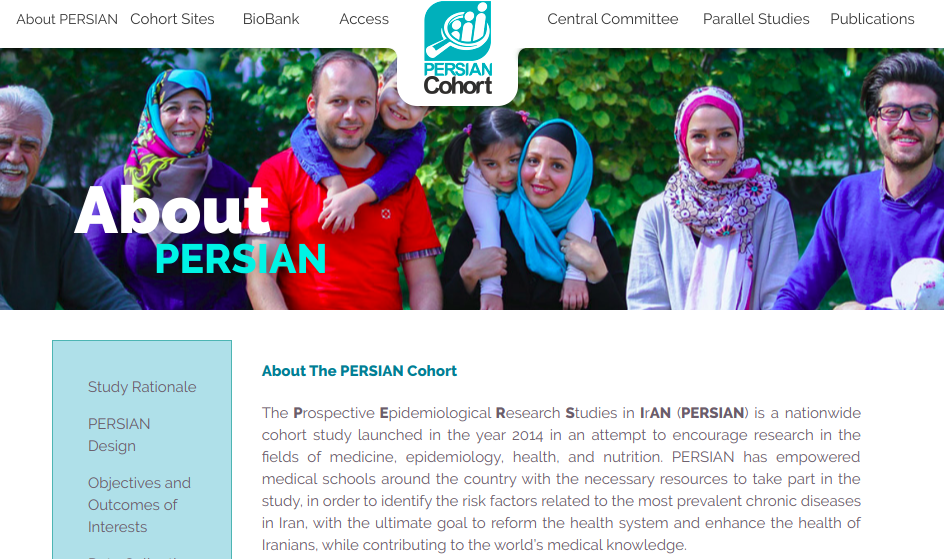 About PERSIAN Cohort Sites BioBank Access Central Committee Parallel Studies Publications
PERSIAN
Cohort
About
PERSIAN
Study Rationale
PERSIAN
Design
Objectives and
Outcomes of
Interests
About The PERSIAN Cohort
The Prospective Epidemiological Research Studies in IrAN (PERSIAN) is a nationwide
cohort study launched in the year 2014 in an attempt to encourage research in the
fields of medicine, epidemiology, health, and nutrition. PERSIAN has empowered
medical schools around the country with the necessary resources to take part in the
study, in order to identify the risk factors related to the most prevalent chronic diseases
in Iran, with the ultimate goal to reform the health system and enhance the health of
Iranians, while contributing to the world's medical knowledge.